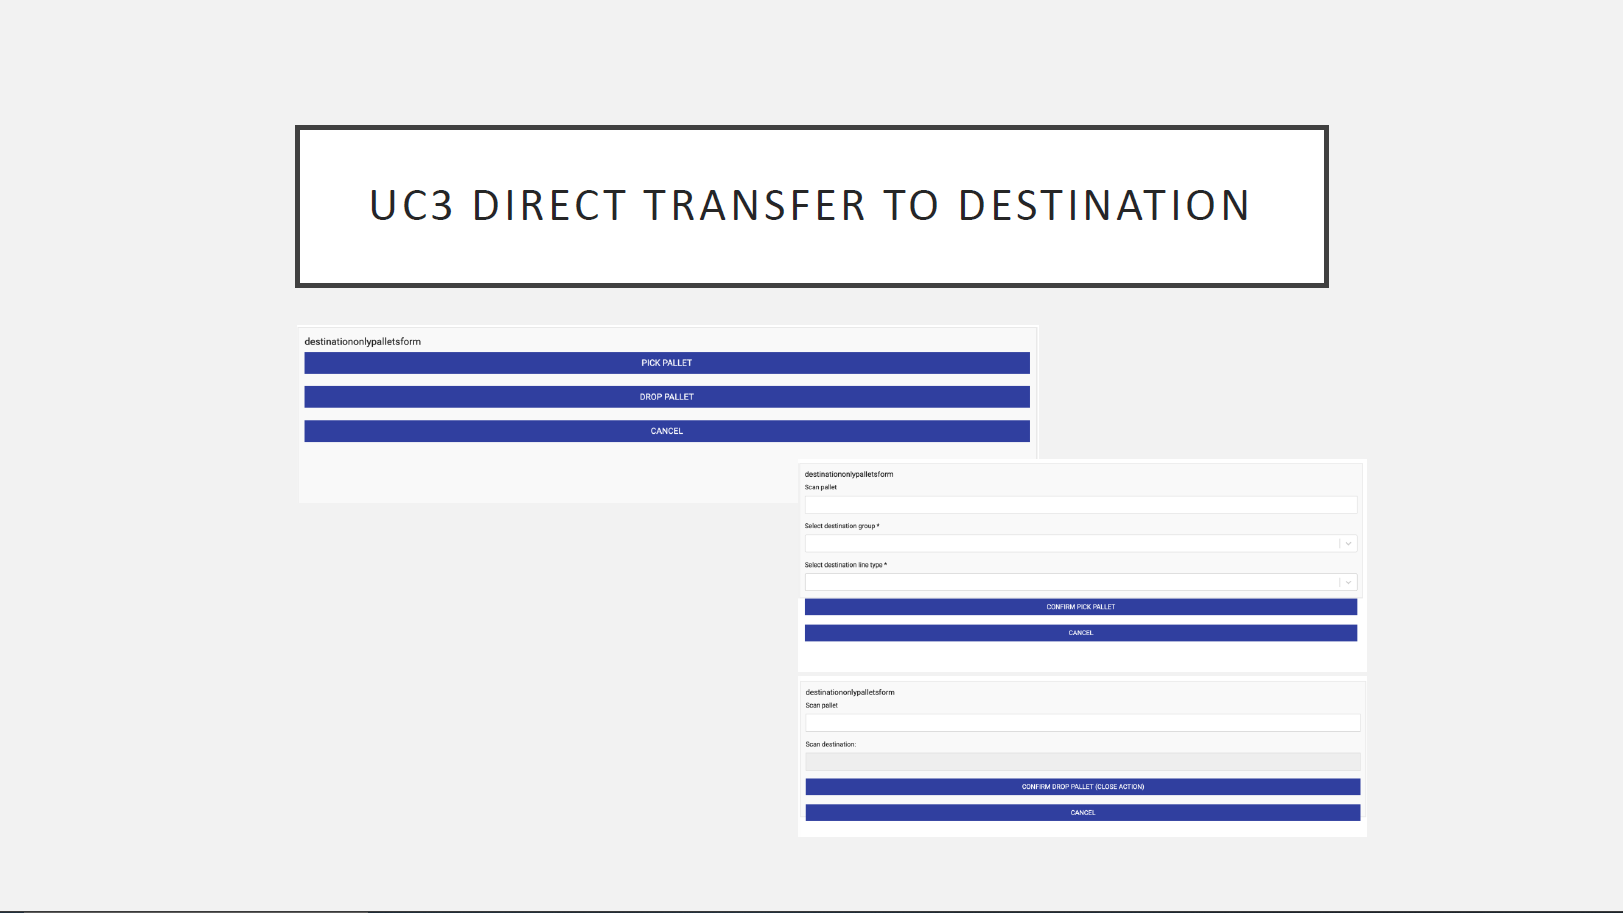 UC3 DIRECT TRANSFER TO DESTINATION
destinationonlypalletsform
PICK PALLET
DROP PALLET
CANCEL
destinationonlypalletsform
Scan pallet
Select destination group *
Select destination line type *
CONFIRM PICK PALLET
CANCEL
destinationonlypalletsform
Scan pallet
Scan destination:
CONFIRM DROP PALLET (CLOSE ACTION)
CANCEL